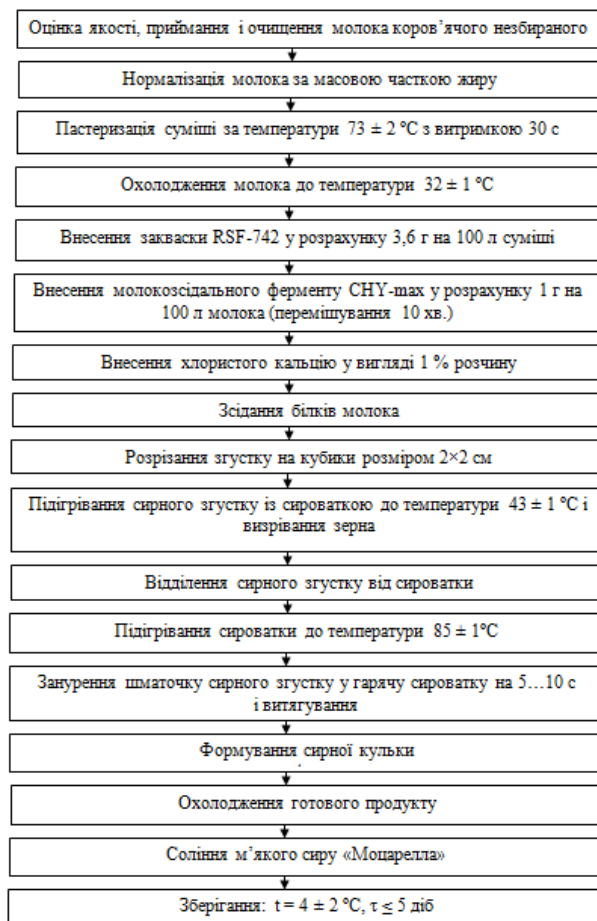 Оцінка якості, приймання і очищення молока коров’ячого незбираного
Нормалізація молока за масовою часткою жиру
Пастеризація суміші за температури 73 ± 2 °С з витримкою 30 с
Охолодження молока до температури 32 ± 1 °С
Внесення закваски RSF-742 у розрахунку 3,6 г на 100 л суміші
Внесення молокозсідального ферменту CHY-max у розрахунку 1 г на
100 л молока (перемішування 10 хв.)
Внесення хлористого кальцію у вигляді 1 % розчину
Зсідання білків молока
Розрізання згустку на кубики розміром 2×2 см
Підігрівання сирного згустку із сироваткою до температури 43 ± 1 °С і
визрівання зерна
Відділення сирного згустку від сироватки
Підігрівання сироватки до температури 85 ± 1°С
Занурення шматочку сирного згустку у гарячу сироватку на 5…10 с
і витягування
Формування сирної кульки
Охолодження готового продукту
Соління м’якого сиру «Моцарелла»
Зберігання: t = 4 ± 2 °С, τ ≤ 5 діб